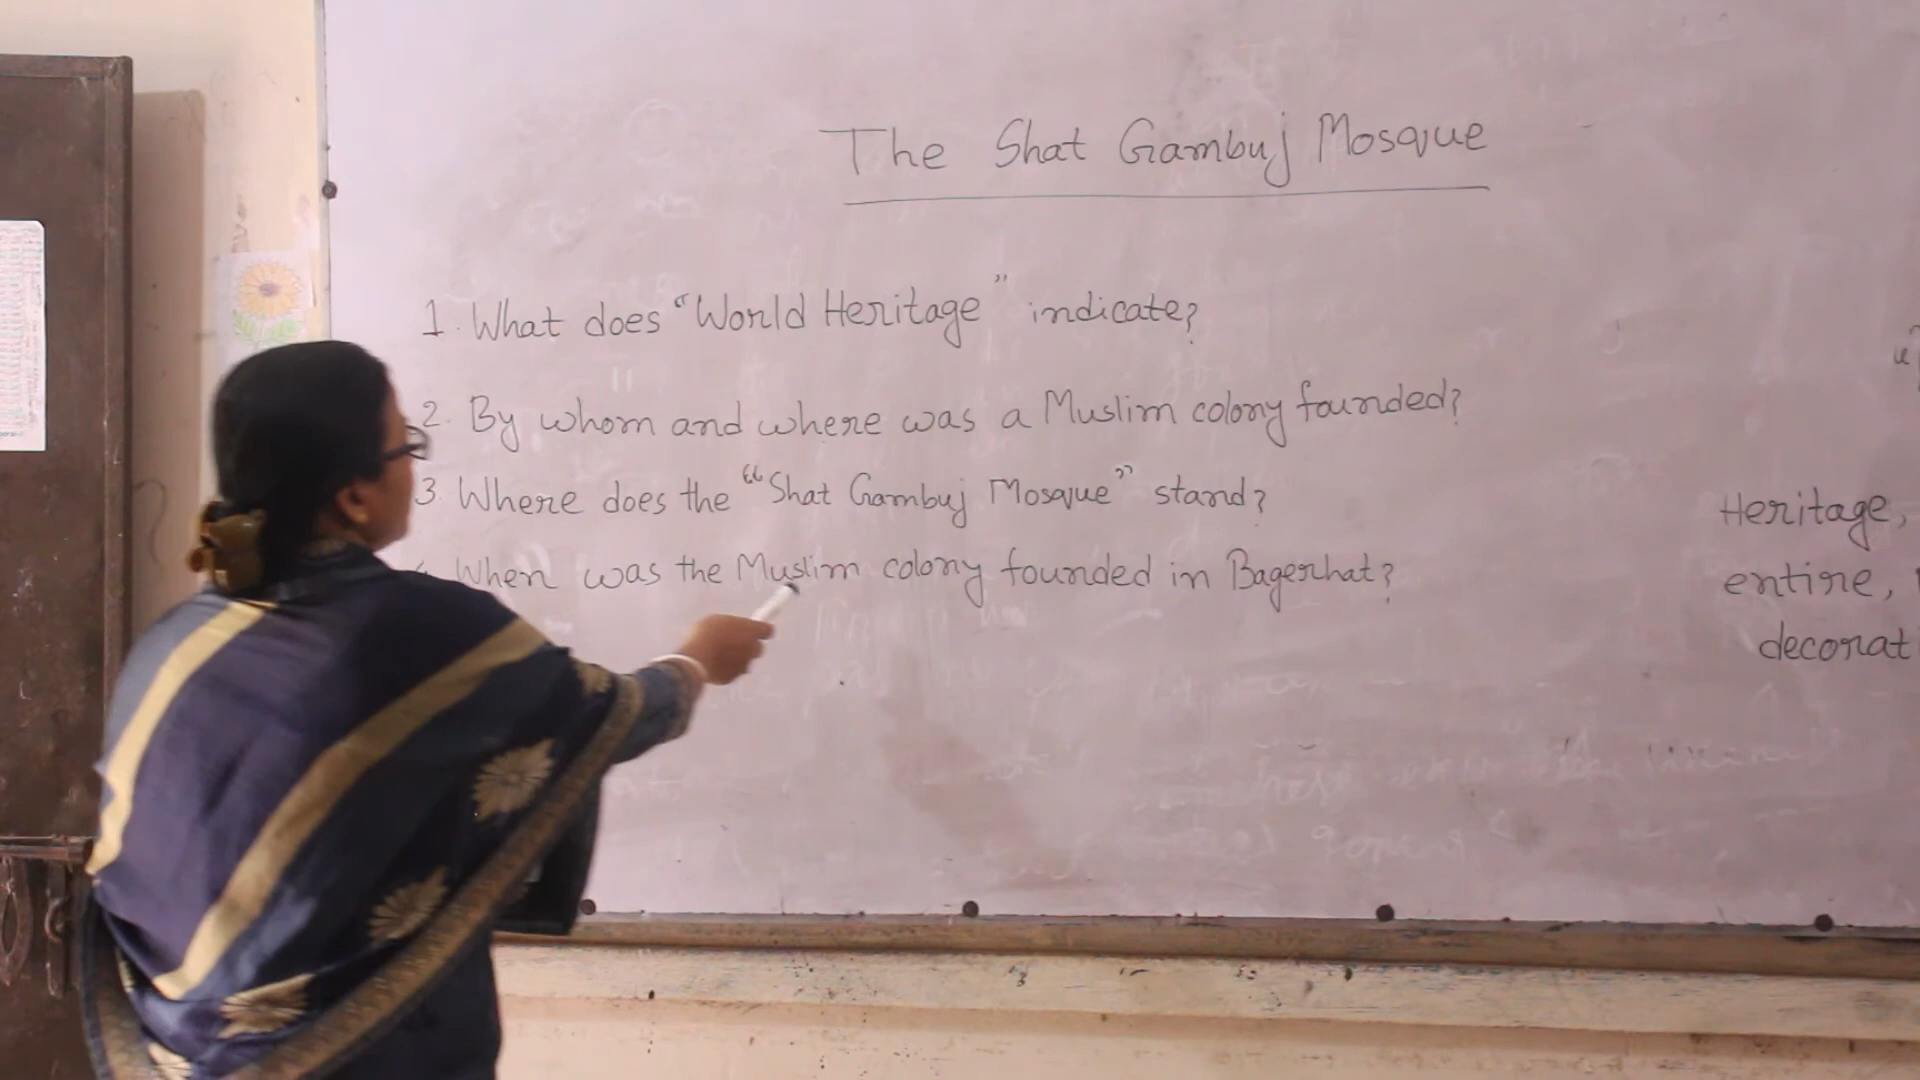 The Shat Gambuj Mosque
1. What does "World Heritage" indicate?
2. By whom and where was a Muslim colony founded?
3. Where does the "Shat Gambuj Mosque" stand?
When was the Muslim colony founded in Bagerhat?
Heritage,
entire,
decorat